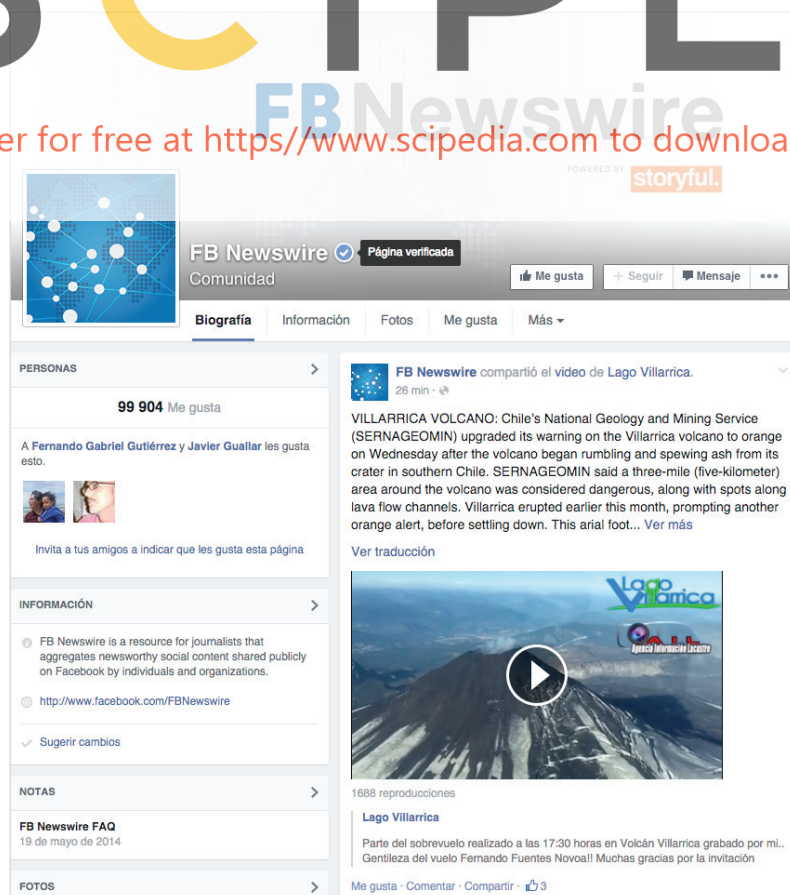 SCIPE
FBNewswire
er for free at https//www.scipedia.com to downloa
POWERED BY storyful.
FB Newswire
Página verificada
Comunidad
Me gusta
+ Seguir
Mensaje
Biografía
Información
Fotos
Me gusta
Más
PERSONAS
99 904 Me gusta
A Fernando Gabriel Gutiérrez y Javier Guallar les gusta
esto.
Invita a tus amigos a indicar que les gusta esta página
INFORMACIÓN
FB Newswire is a resource for journalists that
aggregates newsworthy social content shared publicly
on Facebook by individuals and organizations.
http://www.facebook.com/FBNewswire
Sugerir cambios
NOTAS
FB Newswire FAQ
19 de mayo de 2014
FOTOS
FB Newswire compartió el video de Lago Villarrica.
26 min ·
VILLARRICA VOLCANO: Chile's National Geology and Mining Service
(SERNAGEOMIN) upgraded its warning on the Villarrica volcano to orange
on Wednesday after the volcano began rumbling and spewing ash from its
crater in southern Chile. SERNAGEOMIN said a three-mile (five-kilometer)
area around the volcano was considered dangerous, along with spots along
lava flow channels. Villarrica erupted earlier this month, prompting another
orange alert, before settling down. This arial foot... Ver más
Ver traducción
Lago
Villarrica
Agencia Información Lacustre
1688 reproducciones
Lago Villarrica
Parte del sobrevuelo realizado a las 17:30 horas en Volcán Villarrica grabado por mi..
Gentileza del vuelo Fernando Fuentes Novoa!! Muchas gracias por la invitación
Me gusta · Comentar · Compartir · 3